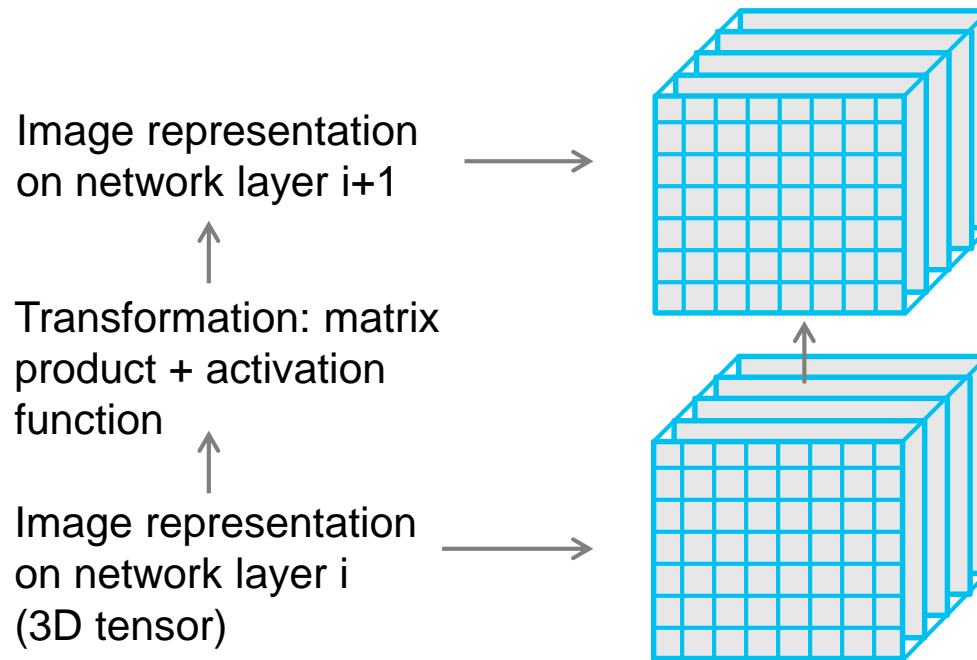 Image representation
on network layer i+1
Transformation: matrix
product + activation
function
Image representation
on network layer i
(3D tensor)